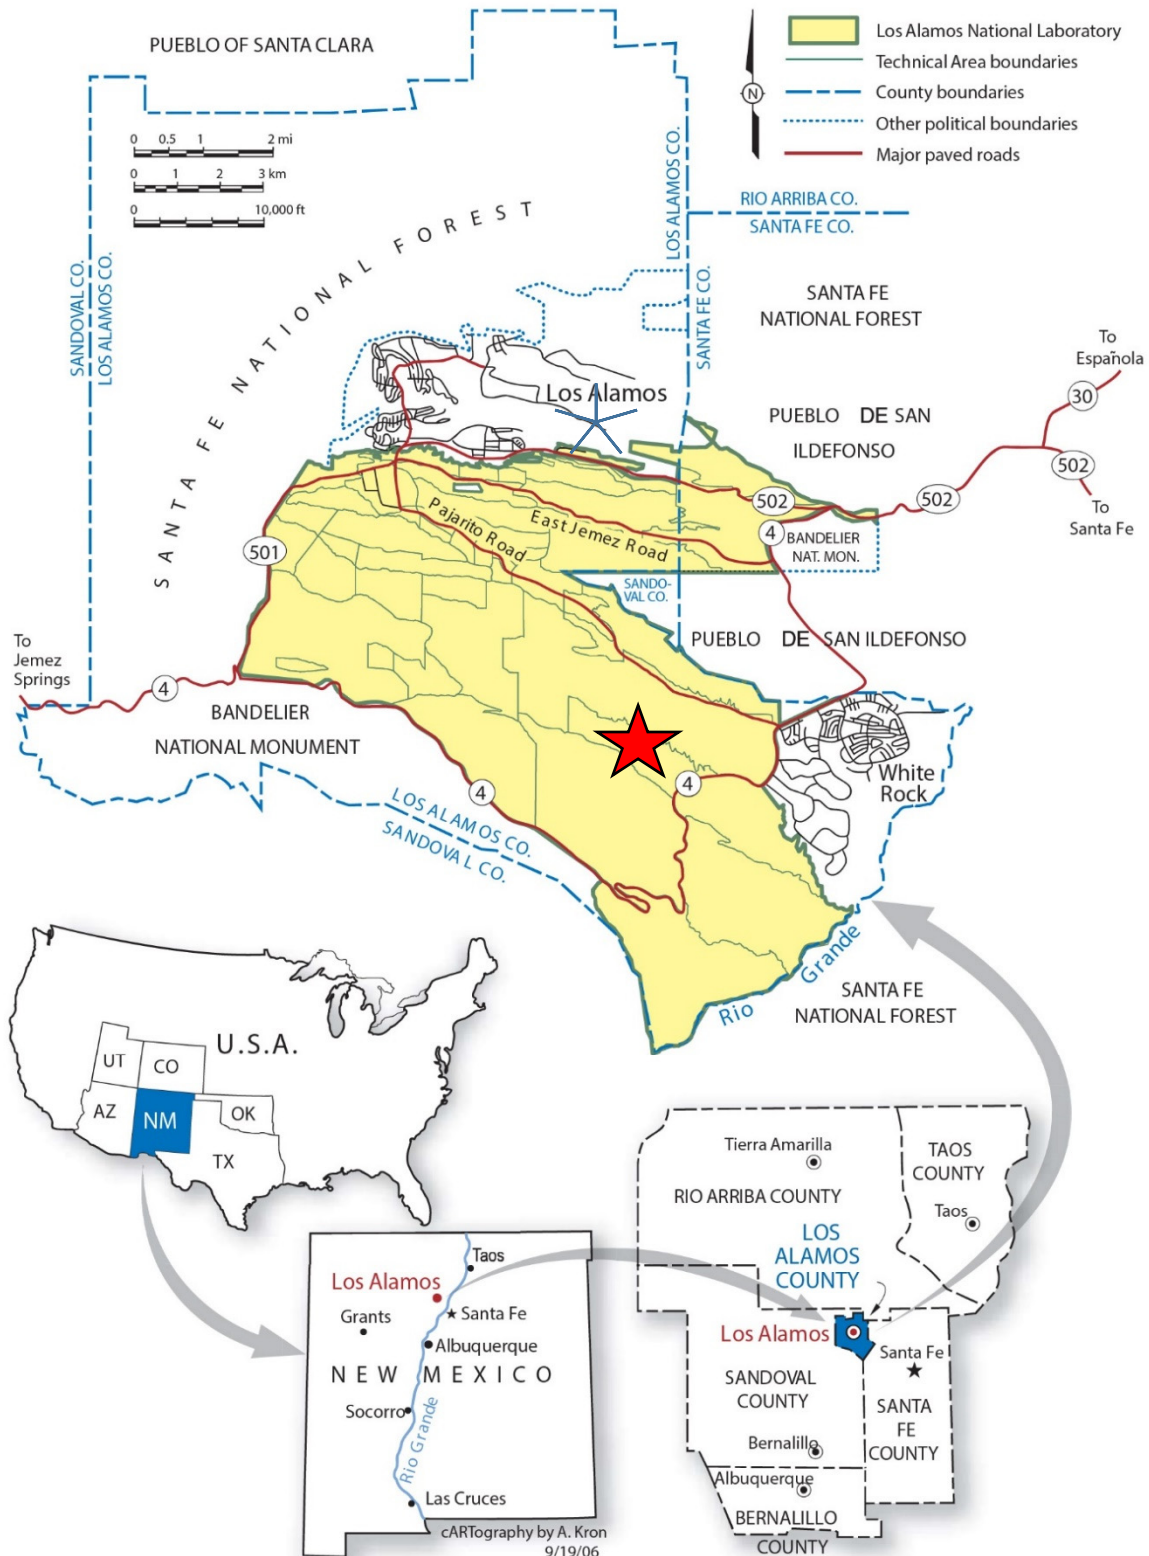 PUEBLO OF SANTA CLARA
Los Alamos National Laboratory
Technical Area boundaries
County boundaries
Other political boundaries
Major paved roads
N
0 0.5 1 2 mi
0 1 2 3 km
0 10,000 ft
SANTA FE NATIONAL FOREST
LOS ALAMOS CO.
SANTA FE CO.
RIO ARRIBA CO.
SANTA FE CO.
SANDOVAL CO.
LOS ALAMOS CO.
SANTA FE
NATIONAL FOREST
To
Española
30
Los Alamos
PUEBLO DE SAN
ILDEFONSO
502
To
Santa Fe
502
502
4
BANDELIER
NAT. MON.
Pajarito Road
East Jemez Road
501
SANDO-
VAL CO.
PUEBLO DE SAN ILDEFONSO
To
Jemez
Springs
4
BANDELIER
NATIONAL MONUMENT
White
Rock
4
4
LOS ALAMOS CO.
SANDOVAL CO.
Rio Grande
SANTA FE
NATIONAL FOREST
U.S.A.
UT
CO
AZ
NM
OK
TX
Taos
Los Alamos
Santa Fe
Grants
Albuquerque
NEW MEXICO
Socorro
Rio Grande
Las Cruces
cARTography by A. Kron
9/19/06
Tierra Amarilla
TAOS
COUNTY
RIO ARRIBA COUNTY
Taos
LOS
ALAMOS
COUNTY
Los Alamos
Santa Fe
SANDOVAL
COUNTY
SANTA
FE
COUNTY
Bernalillo
Albuquerque
BERNALILLO
COUNTY